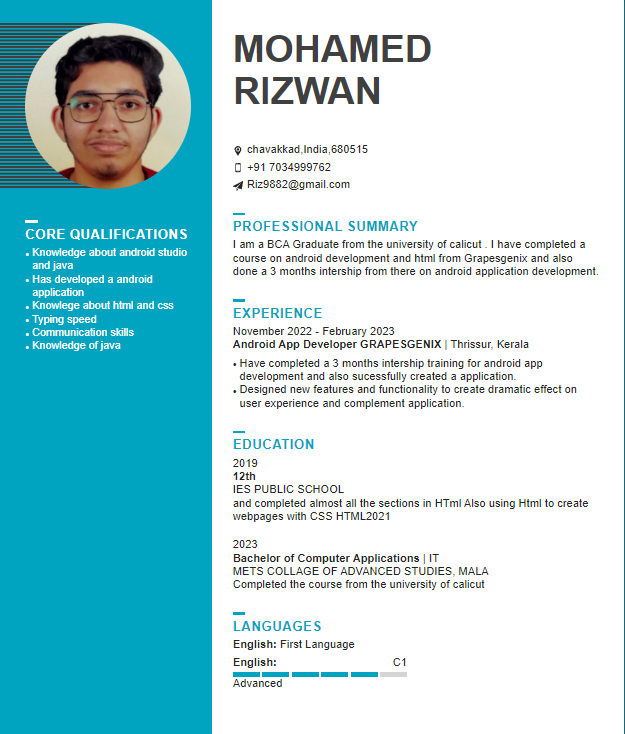 MOHAMED
RIZWAN
chavakkad,India,680515
+91 7034999762
Riz9882@gmail.com
CORE QUALIFICATIONS
• Knowledge about android studio
and java
• Has developed a android
application
• Knowlege about html and css
• Typing speed
• Communication skills
• Knowledge of java
PROFESSIONAL SUMMARY
I am a BCA Graduate from the university of calicut . I have completed a
course on android development and html from Grapesgenix and also
done a 3 months intership from there on android application development.
EXPERIENCE
November 2022 - February 2023
Android App Developer GRAPESGENIX | Thrissur, Kerala
• Have completed a 3 months intership training for android app
development and also sucessfully created a application.
• Designed new features and functionality to create dramatic effect on
user experience and complement application.
EDUCATION
2019
12th
IES PUBLIC SCHOOL
and completed almost all the sections in HTml Also using Html to create
webpages with CSS HTML2021
2023
Bachelor of Computer Applications | IT
METS COLLAGE OF ADVANCED STUDIES, MALA
Completed the course from the university of calicut
LANGUAGES
English: First Language
English: C1
Advanced